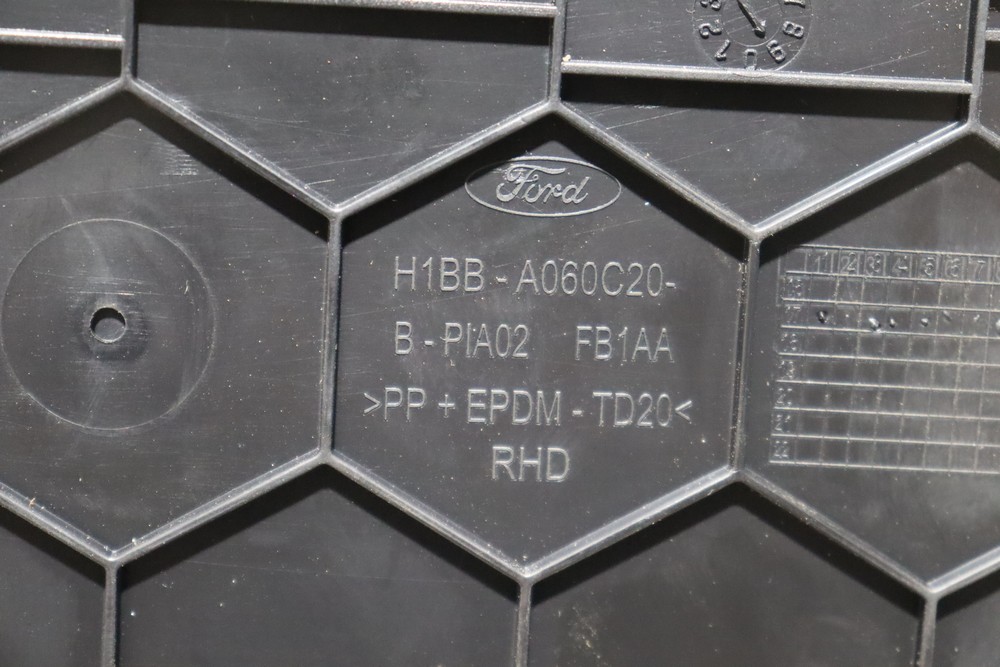 Ford
H1BB - A060C20-
B - PIA02 FB1AA
>PP + EPDM - TD20<
RHD